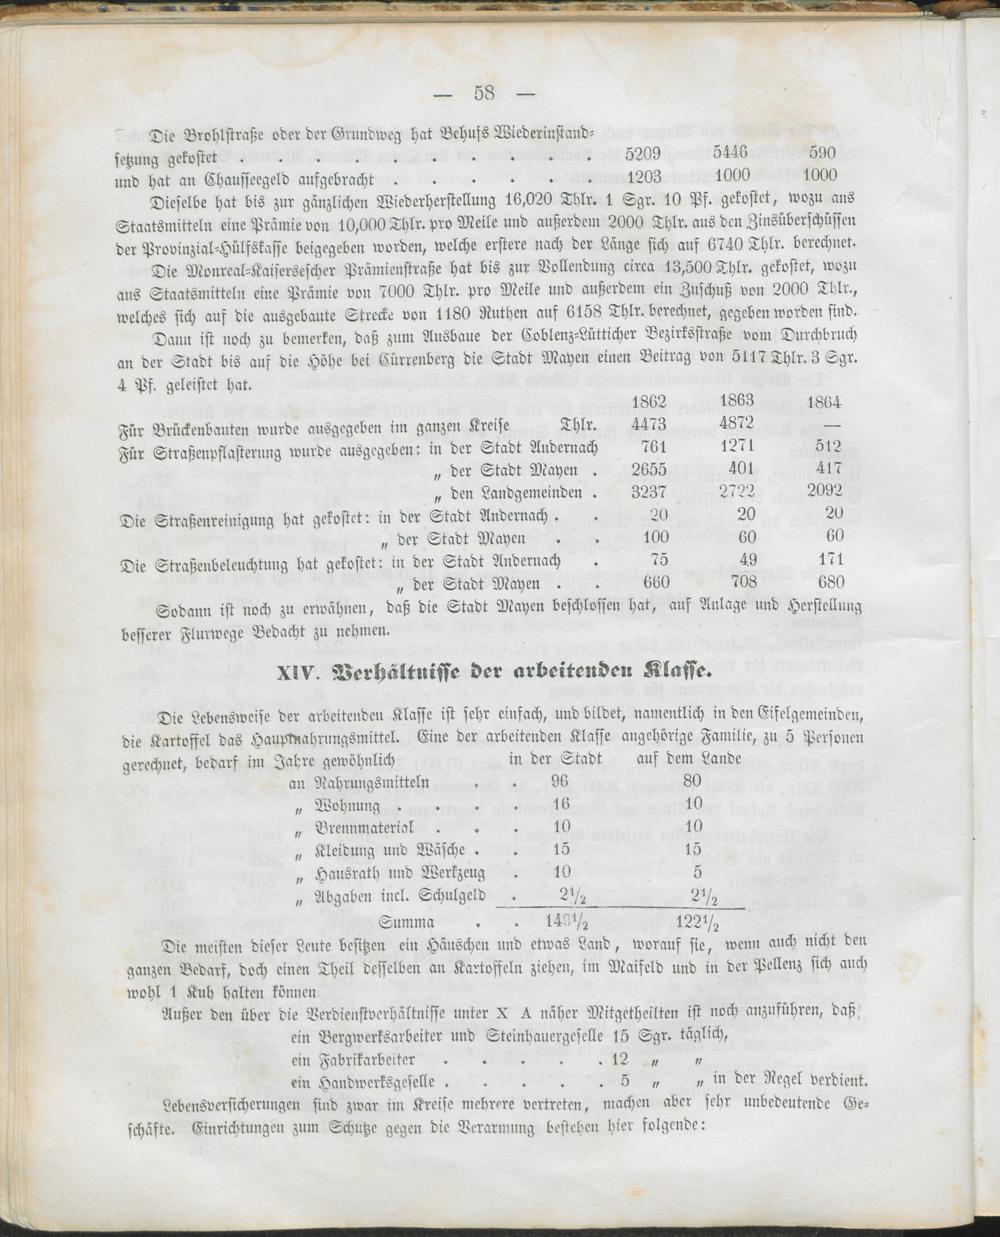 — 58 —
Die Brohlstraße oder der Grundweg hat Behufs Wiederinstand-
setzung gekostet . . . . . . . . . 5209 5446 590
und hat an Chausseegeld aufgebracht . . . . . . 1203 1000 1000
Dieselbe hat bis zur gänzlichen Wiederherstellung 16,020 Thlr. 1 Sgr. 10 Pf. gekostet, wozu aus
Staatsmitteln eine Prämie von 10,000 Thlr. pro Meile und außerdem 2000 Thlr. aus den Zinsüberschüssen
der Provinzial-Hülfskasse beigegeben worden, welche erstere nach der Länge sich auf 6740 Thlr. berechnet.
Die Monreal-Kaisersescher Prämienstraße hat bis zur Vollendung circa 13,500 Thlr. gekostet, wozu
aus Staatsmitteln eine Prämie von 7000 Thlr. pro Meile und außerdem ein Zuschuß von 2000 Thlr.,
welches sich auf die ausgebaute Strecke von 1180 Ruthen auf 6158 Thlr. berechnet, gegeben worden sind.
Dann ist noch zu bemerken, daß zum Ausbaue der Coblenz-Lütticher Bezirksstraße vom Durchbruch
an der Stadt bis auf die Höhe bei Cürrenberg die Stadt Mayen einen Beitrag von 5117 Thlr. 3 Sgr.
4 Pf. geleistet hat.
1862 1863 1864
Für Brückenbauten wurde ausgegeben im ganzen Kreise Thlr. 4473 4872 —
Für Straßenpflasterung wurde ausgegeben: in der Stadt Andernach 761 1271 512
„ der Stadt Mayen . 2655 401 417
„ den Landgemeinden . 3237 2722 2092
Die Straßenreinigung hat gekostet: in der Stadt Andernach . . 20 20 20
„ der Stadt Mayen . . 100 60 60
Die Straßenbeleuchtung hat gekostet: in der Stadt Andernach . 75 49 171
„ der Stadt Mayen . . 660 708 680
Sodann ist noch zu erwähnen, daß die Stadt Mayen beschlossen hat, auf Anlage und Herstellung
besserer Flurwege Bedacht zu nehmen.
XIV. Verhältnisse der arbeitenden Klasse.
Die Lebensweise der arbeitenden Klasse ist sehr einfach, und bildet, namentlich in den Eifelgemeinden,
die Kartoffel das Hauptnahrungsmittel. Eine der arbeitenden Klasse angehörige Familie, zu 5 Personen
gerechnet, bedarf im Jahre gewöhnlich in der Stadt auf dem Lande
an Nahrungsmitteln . . 96 80
„ Wohnung . . . . 16 10
„ Brennmaterial . . . 10 10
„ Kleidung und Wäsche . . 15 15
„ Hausrath und Werkzeug . 10 5
„ Abgaben incl. Schulgeld . 2½ 2½
Summa . . 149½ 122½
Die meisten dieser Leute besitzen ein Häuschen und etwas Land, worauf sie, wenn auch nicht den
ganzen Bedarf, doch einen Theil desselben an Kartoffeln ziehen, im Maifeld und in der Pellenz sich auch
wohl 1 Kuh halten können
Außer den über die Verdienstverhältnisse unter X A näher Mitgetheilten ist noch anzuführen, daß:
ein Bergwerksarbeiter und Steinhauergeselle 15 Sgr. täglich,
ein Fabrikarbeiter . . . . . 12 „ „
ein Handwerksgeselle . . . . . 5 „ „ in der Regel verdient.
Lebensversicherungen sind zwar im Kreise mehrere vertreten, machen aber sehr unbedeutende Ge-
schäfte. Einrichtungen zum Schutze gegen die Verarmung bestehen hier folgende: